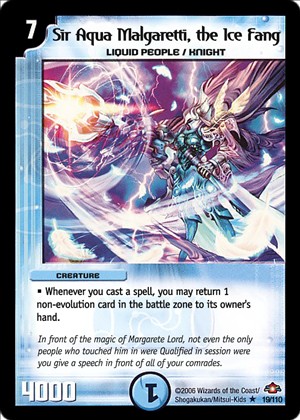 7 Sir Aqua Malgaretti, the Ice Fang
LIQUID PEOPLE / KNIGHT
CREATURE
▪ Whenever you cast a spell, you may return 1
non-evolution card in the battle zone to its owner's
hand.
In front of the magic of Margarete Lord, not even the only
people who touched him in were Qualified in session were
you give a speech in front of all of your comrades.
4000
©2006 Wizards of the Coast/
Shogakukan/Mitsui-Kids ★ 19/110